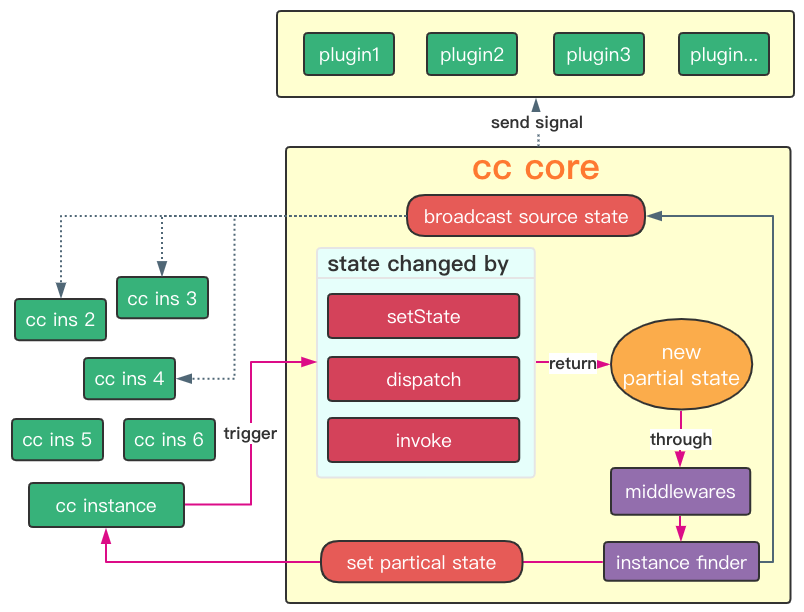 plugin1
plugin2
plugin3
plugin...
send signal
cc core
broadcast source state
state changed by
setState
dispatch
invoke
return
new
partial state
through
middlewares
instance finder
set partical state
cc ins 2
cc ins 3
cc ins 4
cc ins 5
cc ins 6
trigger
cc instance